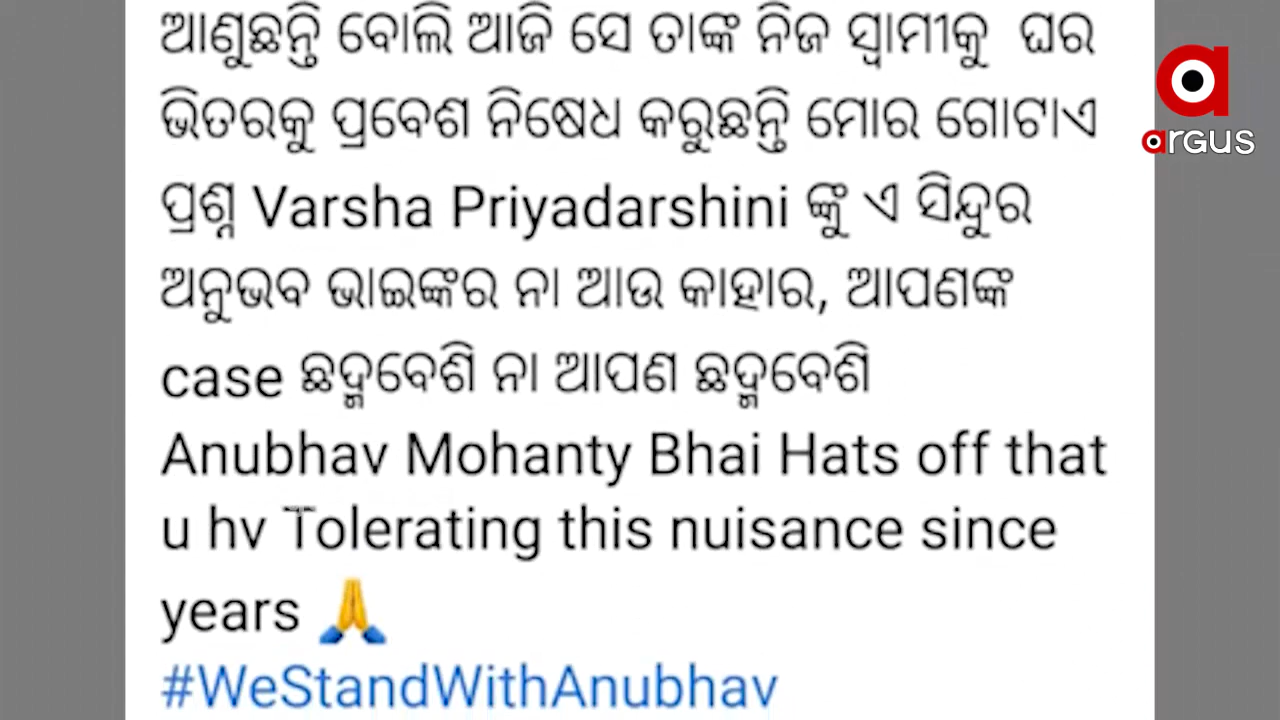 ଆଣୁଛନ୍ତି ବୋଲି ଆଜି ସେ ତାଙ୍କ ନିଜ ସ୍ୱାମୀକୁ ଘର
ଭିତରକୁ ପ୍ରବେଶ ନିଷେଧ କରୁଛନ୍ତି ମୋର ଗୋଟାଏ
ପ୍ରଶ୍ନ Varsha Priyadarshini ଙ୍କୁ ଏ ସିନ୍ଦୁର
ଅନୁଭବ ଭାଇଙ୍କର ନା ଆଉ କାହାର, ଆପଣଙ୍କ
case ଛଦ୍ମବେଶି ନା ଆପଣ ଛଦ୍ମବେଶି
Anubhav Mohanty Bhai Hats off that
u hv Tolerating this nuisance since
years 🙏
#WeStandWithAnubhav
argus